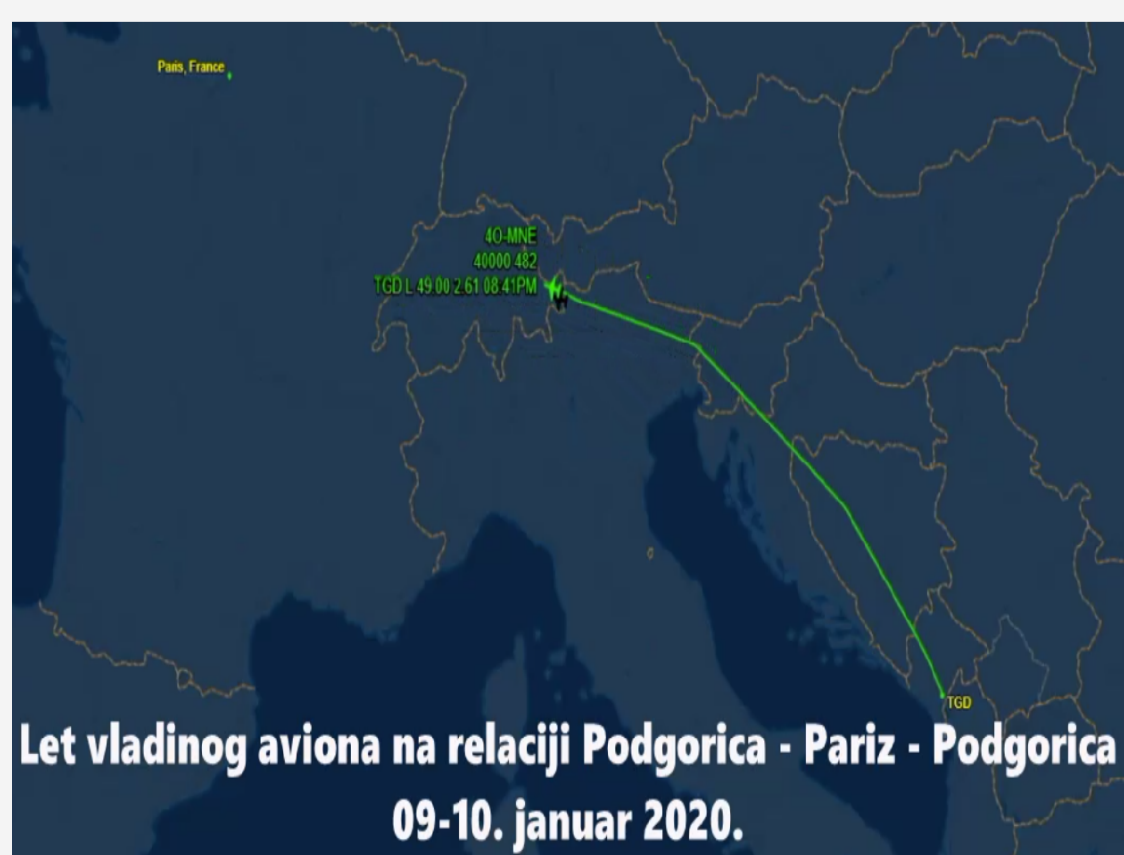 Paris, France
4O-MNE
40000 482
TGD L 49.00 2.61 08:41PM
TGD
Let vladinog aviona na relaciji Podgorica - Pariz - Podgorica
09-10. januar 2020.